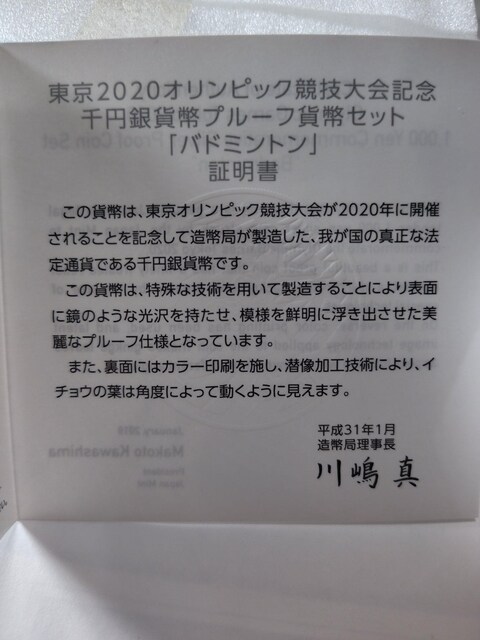 東京2020オリンピック競技大会記念
千円銀貨幣プルーフ貨幣セット
「バドミントン」
証明書
この貨幣は、東京オリンピック競技大会が2020年に開催
されることを記念して造幣局が製造した、我が国の真正な法
定通貨である千円銀貨幣です。
この貨幣は、特殊な技術を用いて製造することにより表面
に鏡のような光沢を持たせ、模様を鮮明に浮き出させた美
麗なプルーフ仕様となっています。
また、裏面にはカラー印刷を施し、潜像加工技術により、イ
チョウの葉は角度によって動くように見えます。
平成31年1月
造幣局理事長
川嶋 真
January 2019
Makoto Kawashima
President
Japan Mint